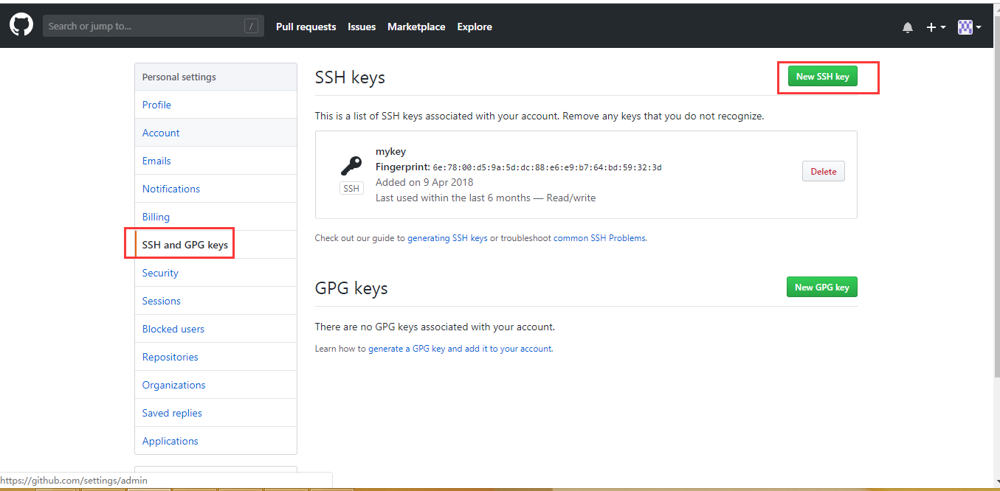 Search or jump to... /
Pull requests Issues Marketplace Explore
Personal settings
Profile
Account
Emails
Notifications
Billing
SSH and GPG keys
Security
Sessions
Blocked users
Repositories
Organizations
Saved replies
Applications
SSH keys
New SSH key
This is a list of SSH keys associated with your account. Remove any keys that you do not recognize.
SSH
mykey
Fingerprint: 6e:78:00:d5:9a:5d:dc:88:e6:e9:b7:64:bd:59:32:3d
Added on 9 Apr 2018
Last used within the last 6 months — Read/write
Delete
Check out our guide to generating SSH keys or troubleshoot common SSH Problems.
GPG keys
New GPG key
There are no GPG keys associated with your account.
Learn how to generate a GPG key and add it to your account.
https://github.com/settings/admin